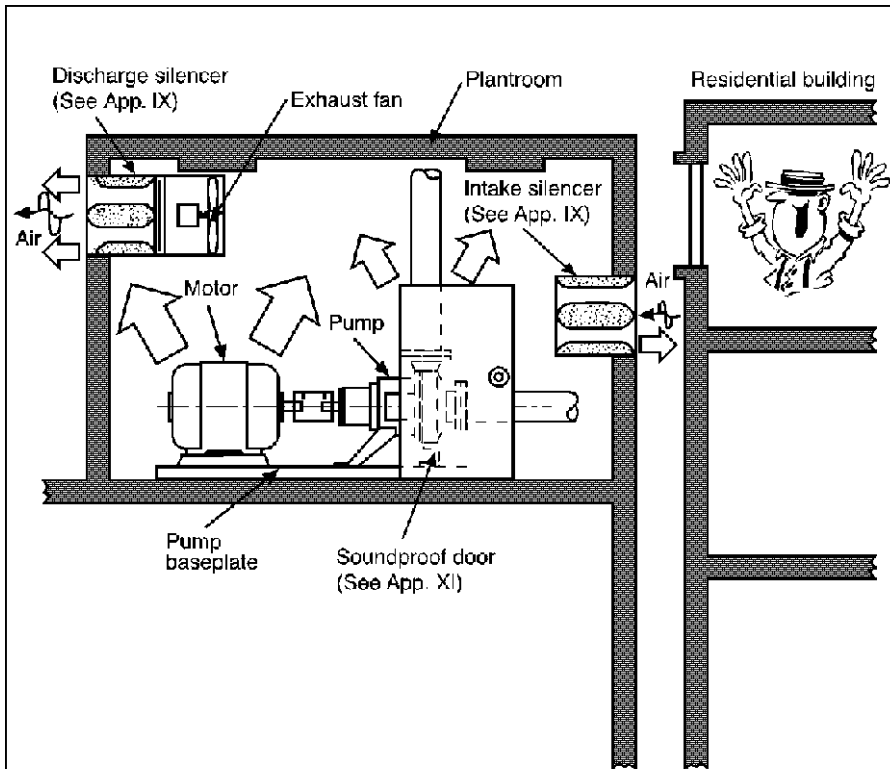 Discharge silencer
(See App. IX)
Exhaust fan
Plantroom
Residential building
Intake silencer
(See App. IX)
Air
Air
Motor
Pump
Pump
baseplate
Soundproof door
(See App. XI)